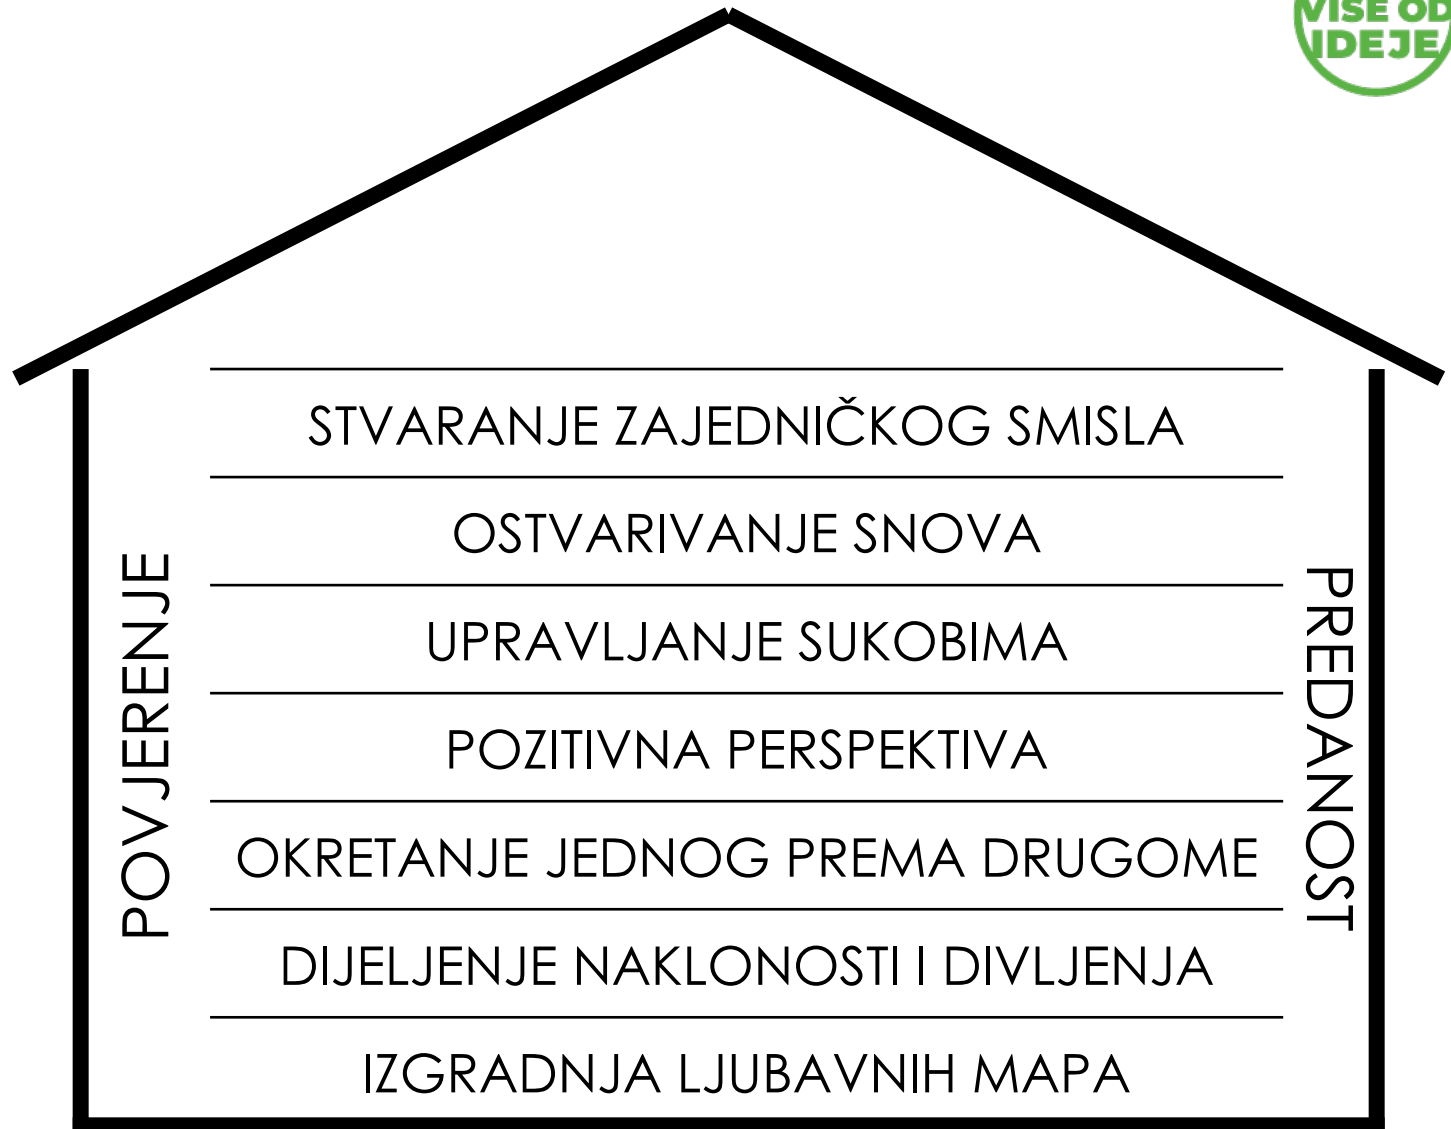 VIŠE OD
IDEJE
STVARANJE ZAJEDNIČKOG SMISLA
OSTVARIVANJE SNOVA
UPRAVLJANJE SUKOBIMA
POZITIVNA PERSPEKTIVA
OKRETANJE JEDNOG PREMA DRUGOME
DIJELJENJE NAKLONOSTI I DIVLJENJA
IZGRADNJA LJUBAVNIH MAPA
POVJERENJE
PREDANOST